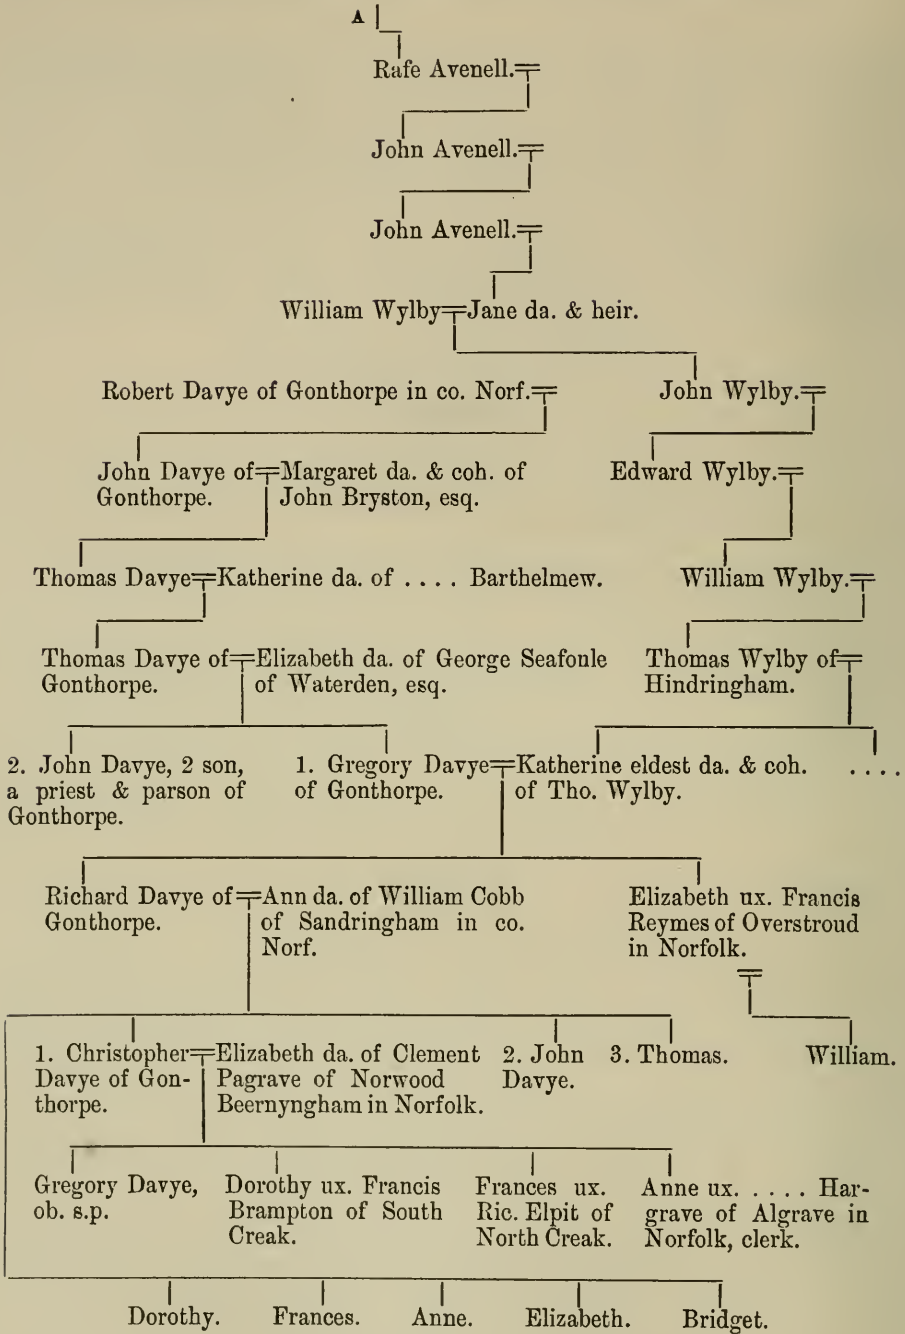 A
Rafe Avenell.
John Avenell.
John Avenell.
William Wylby Jane da. & heir.
Robert Davye of Gonthorpe in co. Norf. John Wylby.
John Davye of Gonthorpe. Margaret da. & coh. of John Bryston, esq. Edward Wylby.
Thomas Davye Katherine da. of .... Barthelmew. William Wylby.
Thomas Davye of Gonthorpe. Elizabeth da. of George Seafoule of Waterden, esq. Thomas Wylby of Hindringham.
2. John Davye, 2 son,
a priest & parson of
Gonthorpe.
1. Gregory Davye
of Gonthorpe.
Katherine eldest da. & coh.
of Tho. Wylby.
....
Richard Davye of
Gonthorpe.
Ann da. of William Cobb
of Sandringham in co.
Norf.
Elizabeth ux. Francis
Reymes of Overstroud
in Norfolk.
1. Christopher
Davye of Gon-
thorpe.
Elizabeth da. of Clement
Pagrave of Norwood
Beernyngham in Norfolk.
2. John
Davye.
3. Thomas.
William.
Gregory Davye,
ob. s.p.
Dorothy ux. Francis
Brampton of South
Creak.
Frances ux.
Ric. Elpit of
North Creak.
Anne ux. .... Har-
grave of Algrave in
Norfolk, clerk.
Dorothy. Frances. Anne. Elizabeth. Bridget.